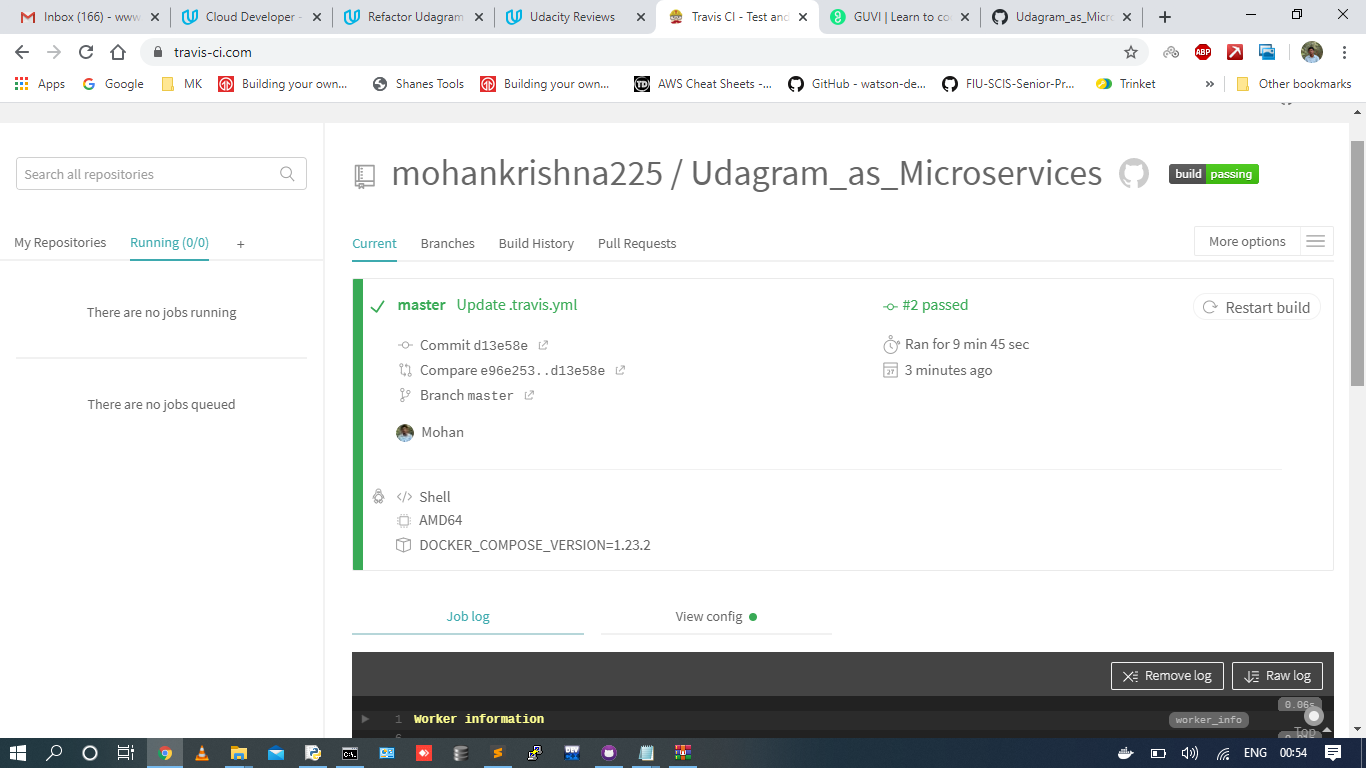 Inbox (166) - www
Cloud Developer -
Refactor Udagram
Udacity Reviews
Travis CI - Test and
GUVI | Learn to co
Udagram_as_Micro
travis-ci.com
ABP
Apps
Google
MK
Building your own...
Shanes Tools
Building your own...
AWS Cheat Sheets -...
GitHub - watson-de...
FIU-SCIS-Senior-Pr...
Trinket
»
Other bookmarks
Search all repositories
mohankrishna225 / Udagram_as_Microservices
build passing
My Repositories
Running (0/0)
+
Current
Branches
Build History
Pull Requests
More options
There are no jobs running
There are no jobs queued
master Update .travis.yml
#2 passed
Restart build
Commit d13e58e
Ran for 9 min 45 sec
Compare e96e253..d13e58e
3 minutes ago
Branch master
Mohan
Shell
AMD64
DOCKER_COMPOSE_VERSION=1.23.2
Job log
View config
Remove log
Raw log
0.06s
1 Worker information
worker_info
6
Top
ENG
00:54